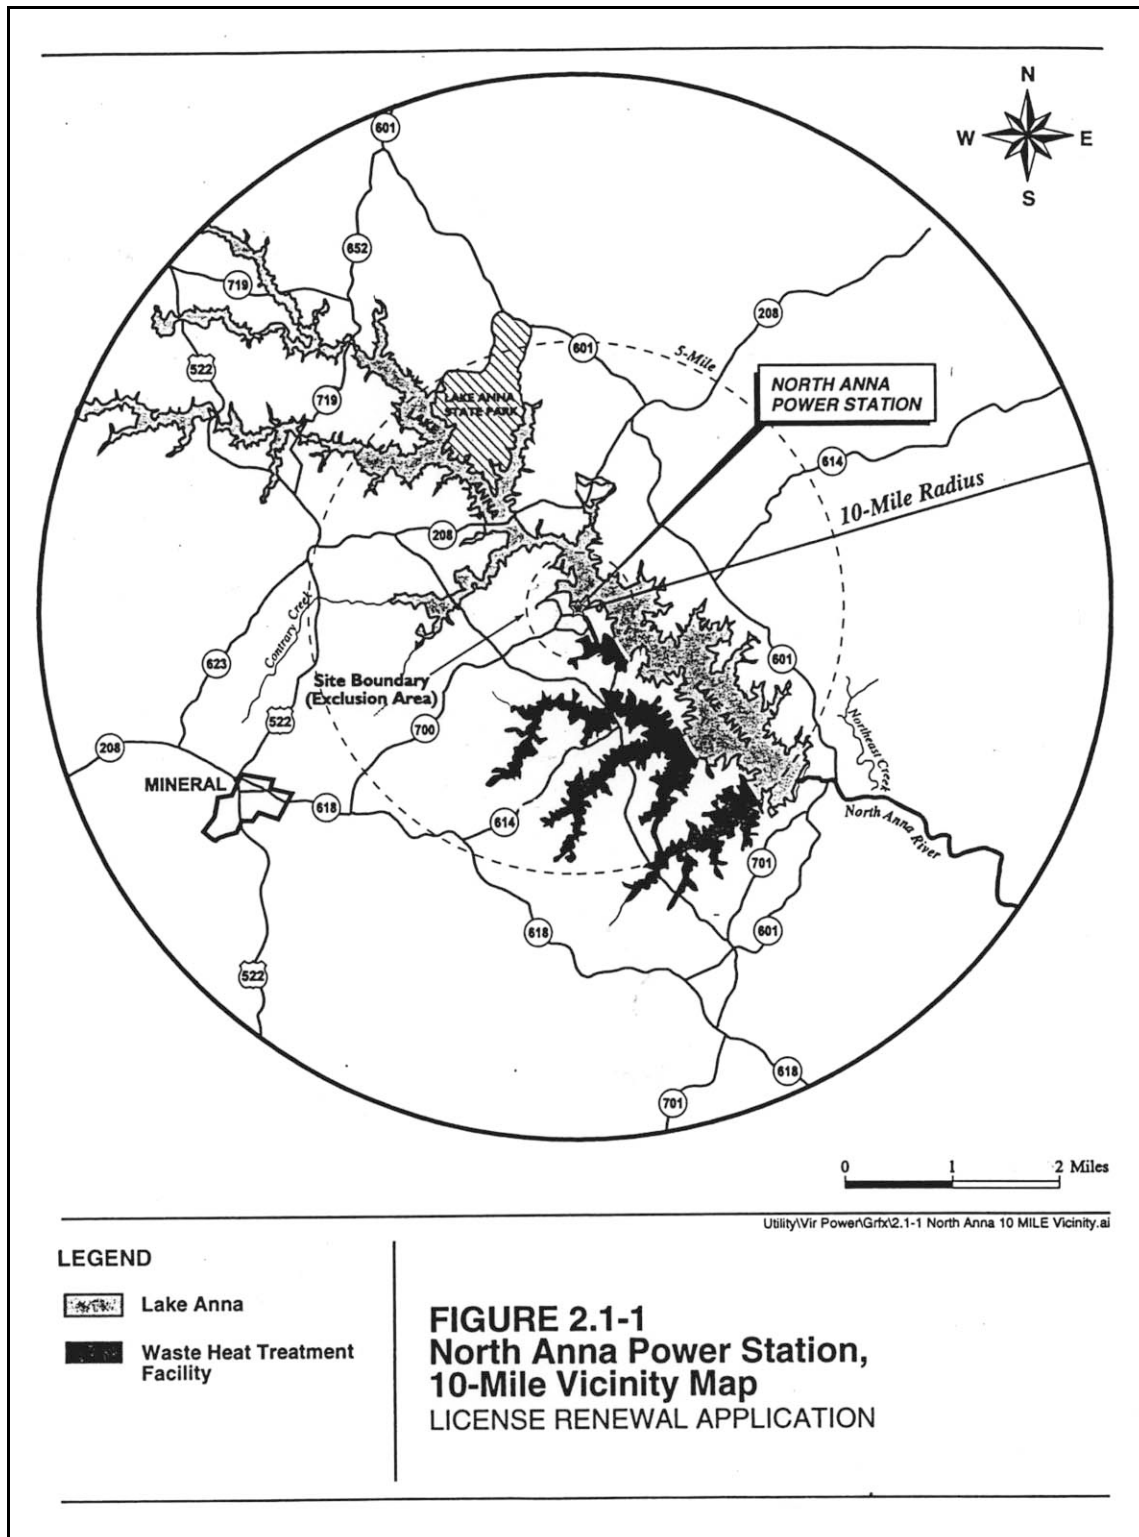 N
W E
S
601
652
719
522
719
208
601
5-Mile
LAKE ANNA
STATE PARK
LAKE
ANNA
NORTH ANNA
POWER STATION
614
10-Mile Radius
208
Contrary Creek
623
Site Boundary
(Exclusion Area)
522
700
LAKE ANNA
601
Northeast Creek
208
MINERAL
618
614
North Anna River
701
618
601
522
618
701
0 1 2 Miles
Utility\Vir Power\Grfx\2.1-1 North Anna 10 MILE Vicinity.ai
LEGEND
Lake Anna
Waste Heat Treatment
Facility
FIGURE 2.1-1
North Anna Power Station,
10-Mile Vicinity Map
LICENSE RENEWAL APPLICATION